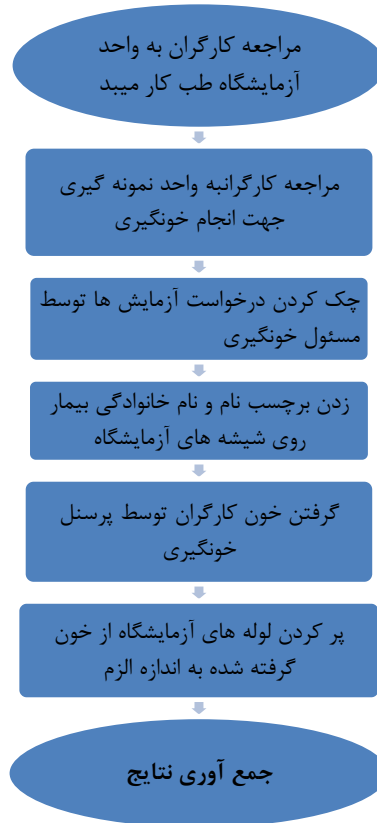 مراجعه کارگران به واحد
آزمایشگاه طب کار میبد
مراجعه کارگرانبه واحد نمونه گیری
جهت انجام خونگیری
چک کردن درخواست آزمایش ها توسط
مسئول خونگیری
زدن برچسب نام و نام خانوادگی بیمار
روی شیشه های آزمایشگاه
گرفتن خون کارگران توسط پرسنل
خونگیری
پر کردن لوله های آزمایشگاه از خون
گرفته شده به اندازه الزم
جمع آوری نتایج